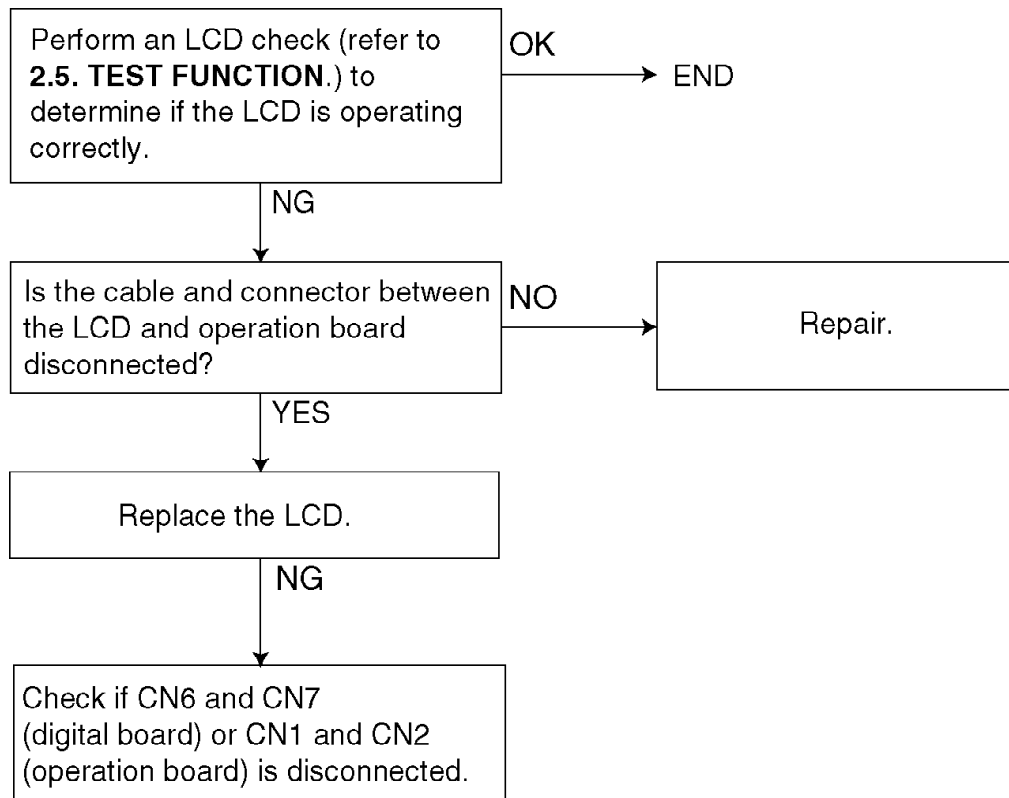 Perform an LCD check (refer to
2.5. TEST FUNCTION.) to
determine if the LCD is operating
correctly.
OK
END
NG
Is the cable and connector between
the LCD and operation board
disconnected?
NO
Repair.
YES
Replace the LCD.
NG
Check if CN6 and CN7
(digital board) or CN1 and CN2
(operation board) is disconnected.